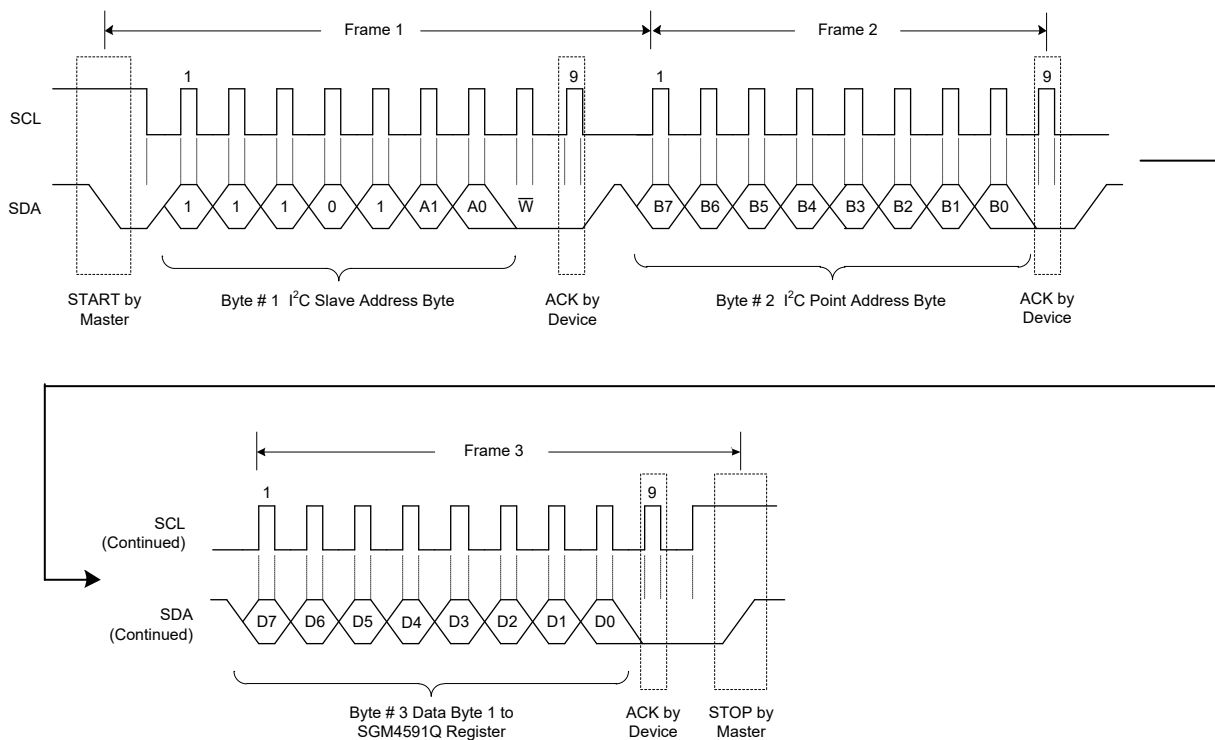 Frame 1
Frame 2
1
9
1
9
SCL
SDA
1
1
1
0
1
A1
A0
W̅
B7
B6
B5
B4
B3
B2
B1
B0
START by
Master
Byte # 1 I²C Slave Address Byte
ACK by
Device
Byte # 2 I²C Point Address Byte
ACK by
Device
Frame 3
1
9
SCL
(Continued)
SDA
(Continued)
D7
D6
D5
D4
D3
D2
D1
D0
Byte # 3 Data Byte 1 to
SGM4591Q Register
ACK by
Device
STOP by
Master